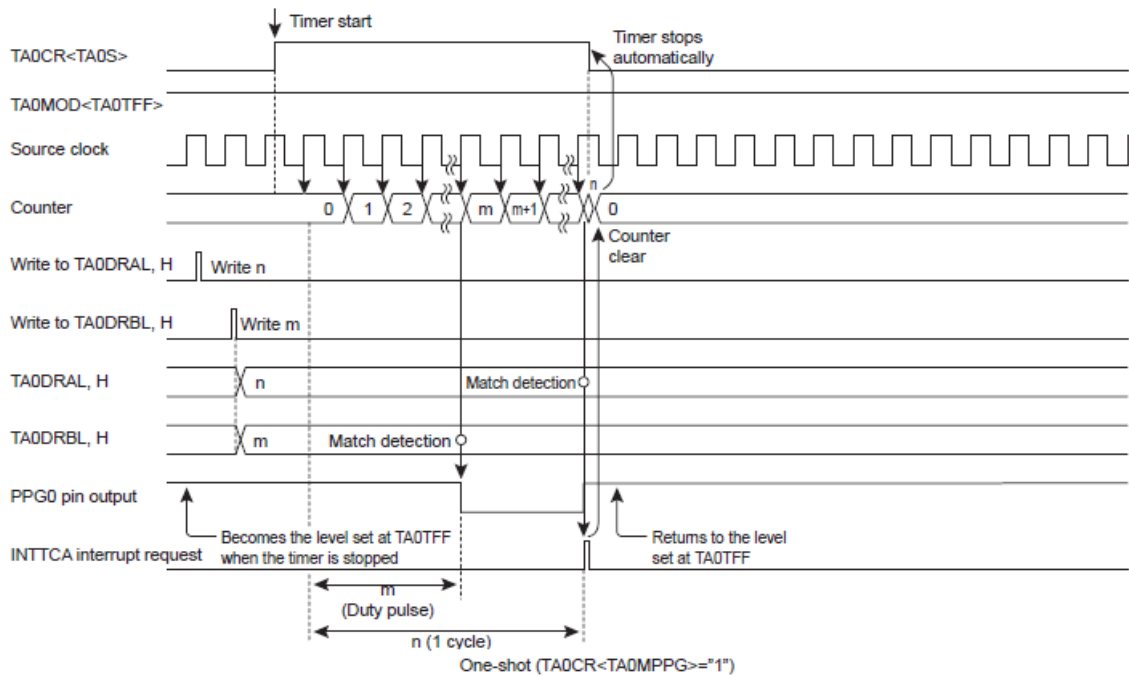 Timer start
TA0CR<TA0S>
Timer stops
automatically
TA0MOD<TA0TFF>
Source clock
n
Counter
0 1 2 m m+1 0
Counter
clear
Write to TA0DRAL, H
Write n
Write to TA0DRBL, H
Write m
TA0DRAL, H
n
Match detection
TA0DRBL, H
m
Match detection
PPG0 pin output
Becomes the level set at TA0TFF
when the timer is stopped
Returns to the level
set at TA0TFF
INTTCA interrupt request
m
(Duty pulse)
n (1 cycle)
One-shot (TA0CR<TA0MPPG>="1")